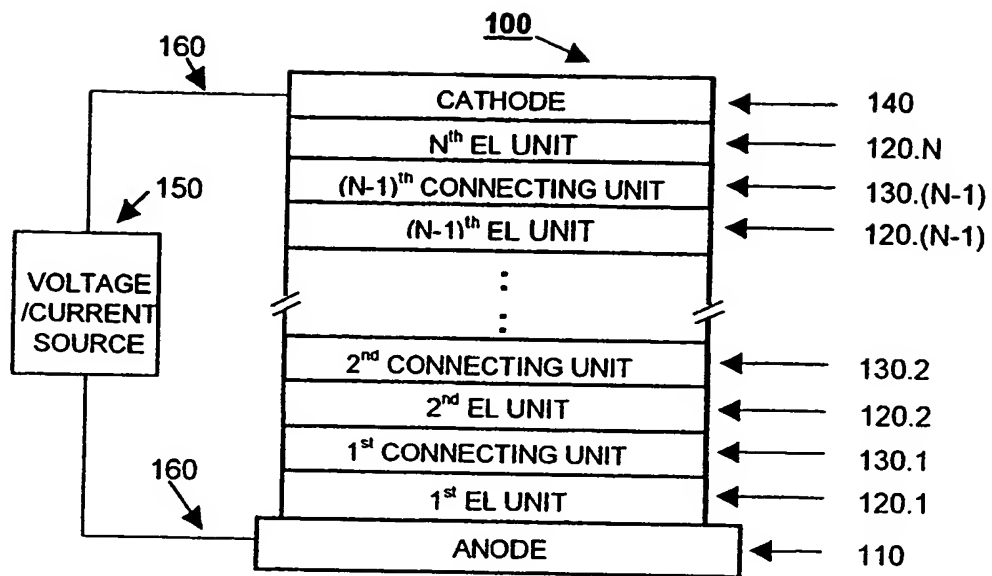 100
160
CATHODE 140
Nth EL UNIT 120.N
(N-1)th CONNECTING UNIT 130.(N-1)
(N-1)th EL UNIT 120.(N-1)
150
VOLTAGE
/CURRENT
SOURCE
2nd CONNECTING UNIT 130.2
2nd EL UNIT 120.2
1st CONNECTING UNIT 130.1
160
1st EL UNIT 120.1
ANODE 110